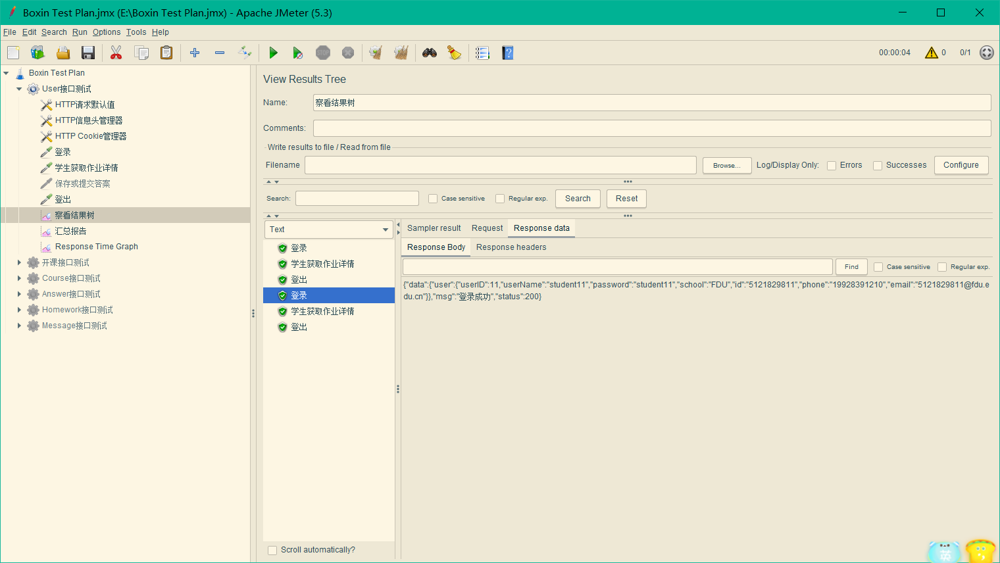 Boxin Test Plan.jmx (E:\Boxin Test Plan.jmx) - Apache JMeter (5.3)
File Edit Search Run Options Tools Help
STOP
00:00:04
0
0/1
Boxin Test Plan
User接口测试
HTTP请求默认值
HTTP信息头管理器
HTTP Cookie管理器
登录
学生获取作业详情
保存或提交答案
登出
察看结果树
汇总报告
Response Time Graph
开课接口测试
Course接口测试
Answer接口测试
Homework接口测试
Message接口测试
View Results Tree
Name: 察看结果树
Comments:
Write results to file / Read from file
Filename Browse... Log/Display Only: Errors Successes Configure
Search: Case sensitive Regular exp. Search Reset
Text
登录
学生获取作业详情
登出
登录
学生获取作业详情
登出
Scroll automatically?
Sampler result Request Response data
Response Body Response headers
Find Case sensitive Regular exp.
{"data":{"user":{"userID":11,"userName":"student11","password":"student11","school":"FDU","id":"5121829811","phone":"19928391210","email":"5121829811@fdu.e
du.cn"}},"msg":"登录成功","status":200}
英